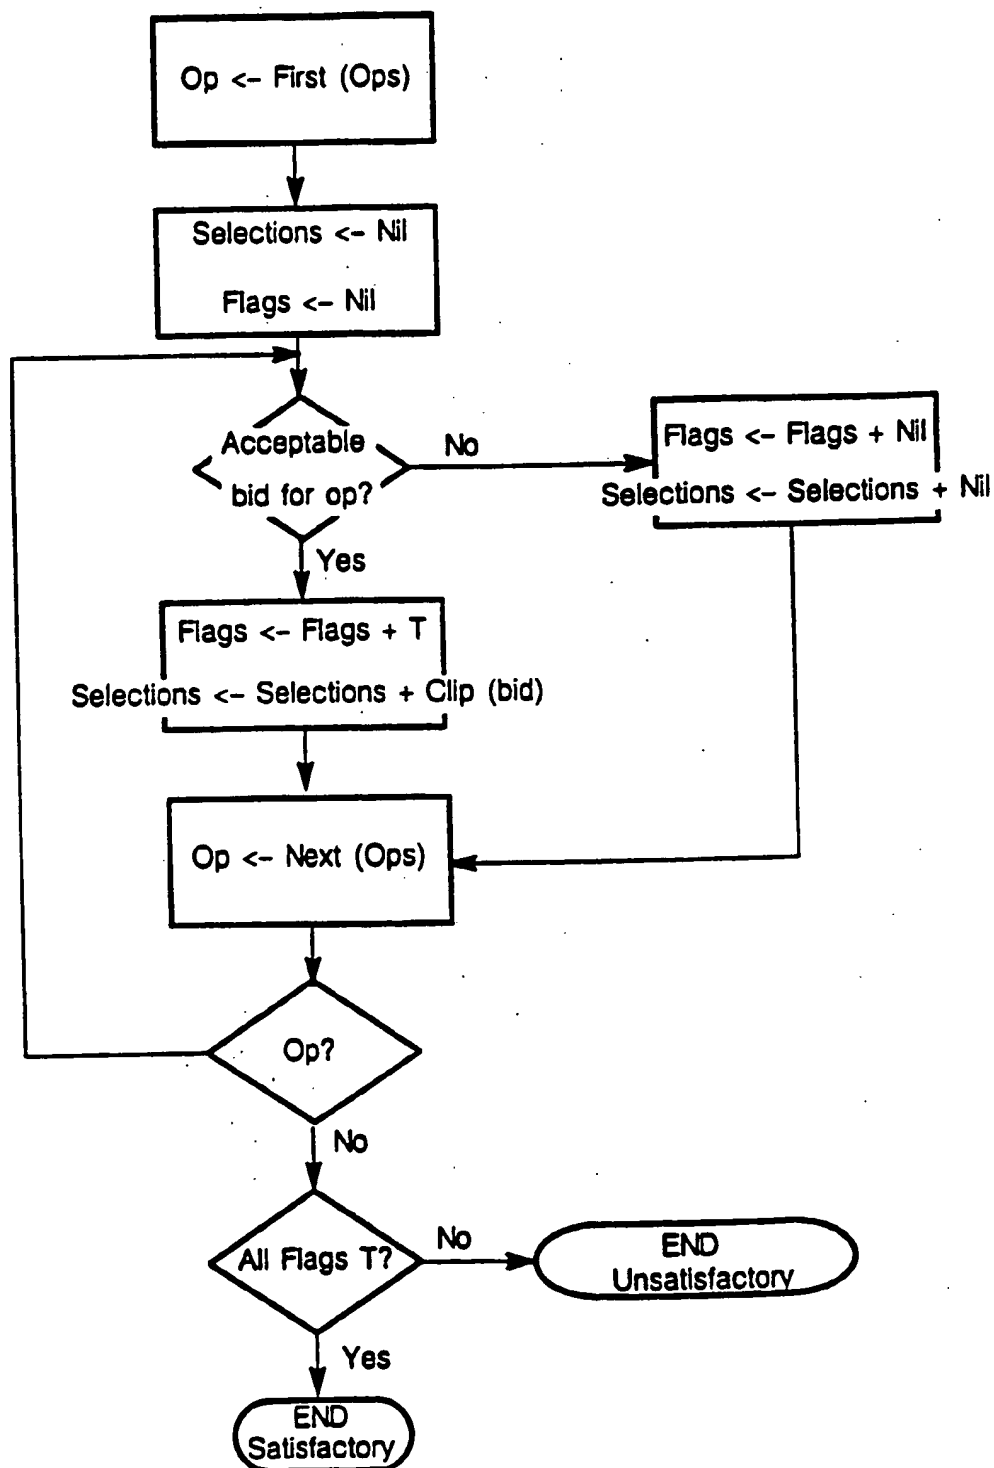 Op <- First (Ops)
Selections <- Nil
Flags <- Nil
Acceptable
bid for op?
No
Flags <- Flags + Nil
Selections <- Selections + Nil
Yes
Flags <- Flags + T
Selections <- Selections + Clip (bid)
Op <- Next (Ops)
Op?
No
All Flags T?
No
END
Unsatisfactory
Yes
END
Satisfactory